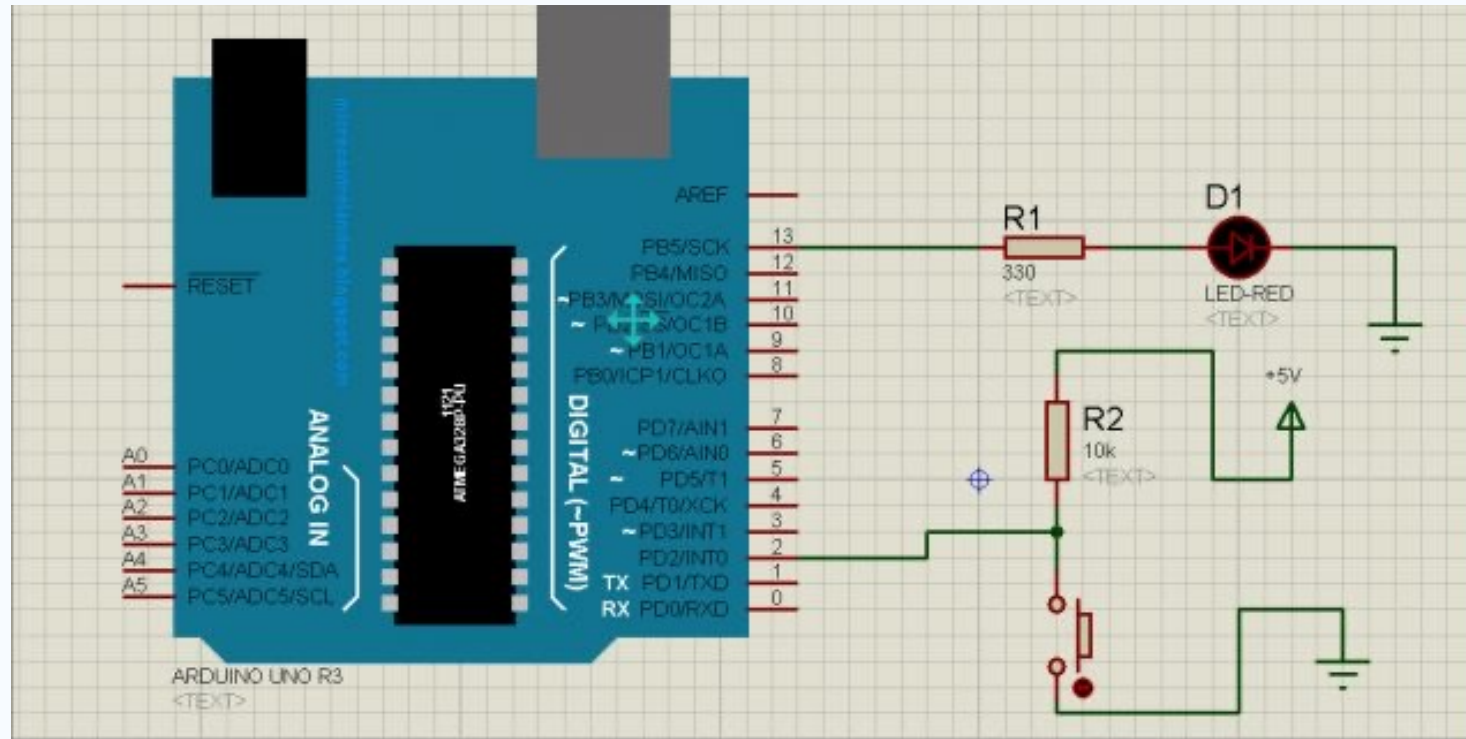 AREF
13
PB5/SCK
12
PB4/MISO
11
10
9
~ PB1/OC1A
8
PB0/ICP1/CLKO
7
PD7/AIN1
6
~ PD6/AIN0
5
~ PD5/T1
4
PD4/T0/XCK
3
~ PD3/INT1
2
PD2/INT0
1
TX PD1/TXD
0
RX PD0/RXD
RESET
A0 PC0/ADC0
A1 PC1/ADC1
A2 PC2/ADC2
A3 PC3/ADC3
A4 PC4/ADC4/SDA
A5 PC5/ADC5/SCL
ANALOG IN
1121
ATMEGA328P-PU
DIGITAL (~PWM)
ARDUINO UNO R3
<TEXT>
R1
330
<TEXT>
D1
LED-RED
<TEXT>
+5V
R2
10k
<TEXT>